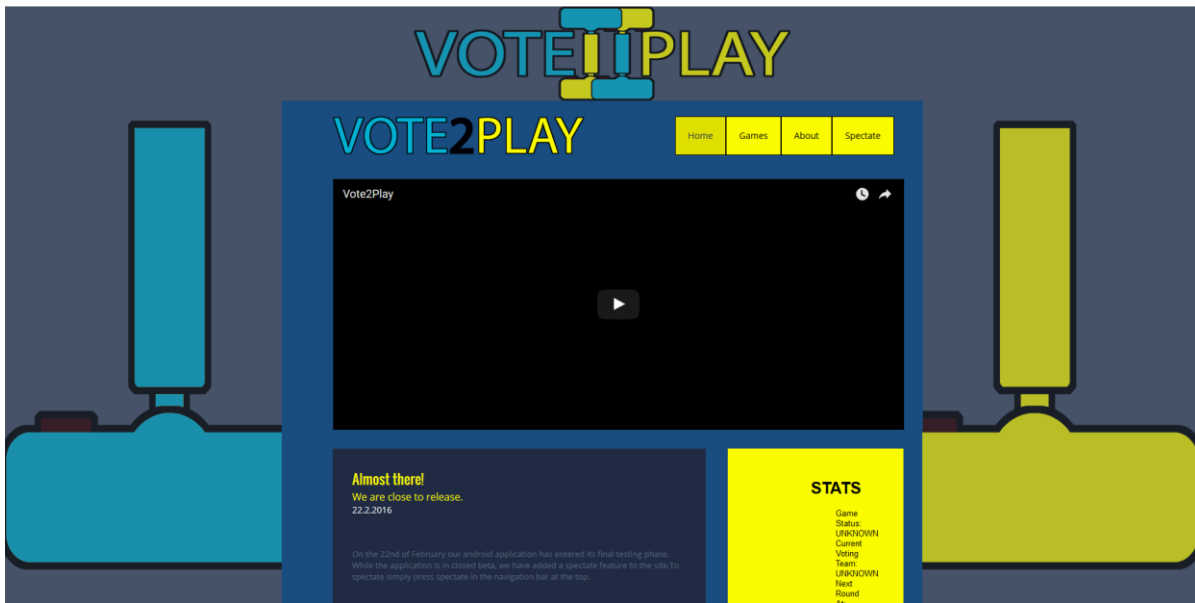 VOTE PLAY
VOTE2PLAY
Home Games About Spectate
Vote2Play
Almost there!
We are close to release.
22.2.2016
On the 22nd of February our android application has entered its final testing phase.
While the application is in closed beta, we have added a spectate feature to the site.To
spectate simply press spectate in the navigation bar at the top.
STATS
Game
Status:
UNKNOWN
Current
Voting
Team:
UNKNOWN
Next
Round